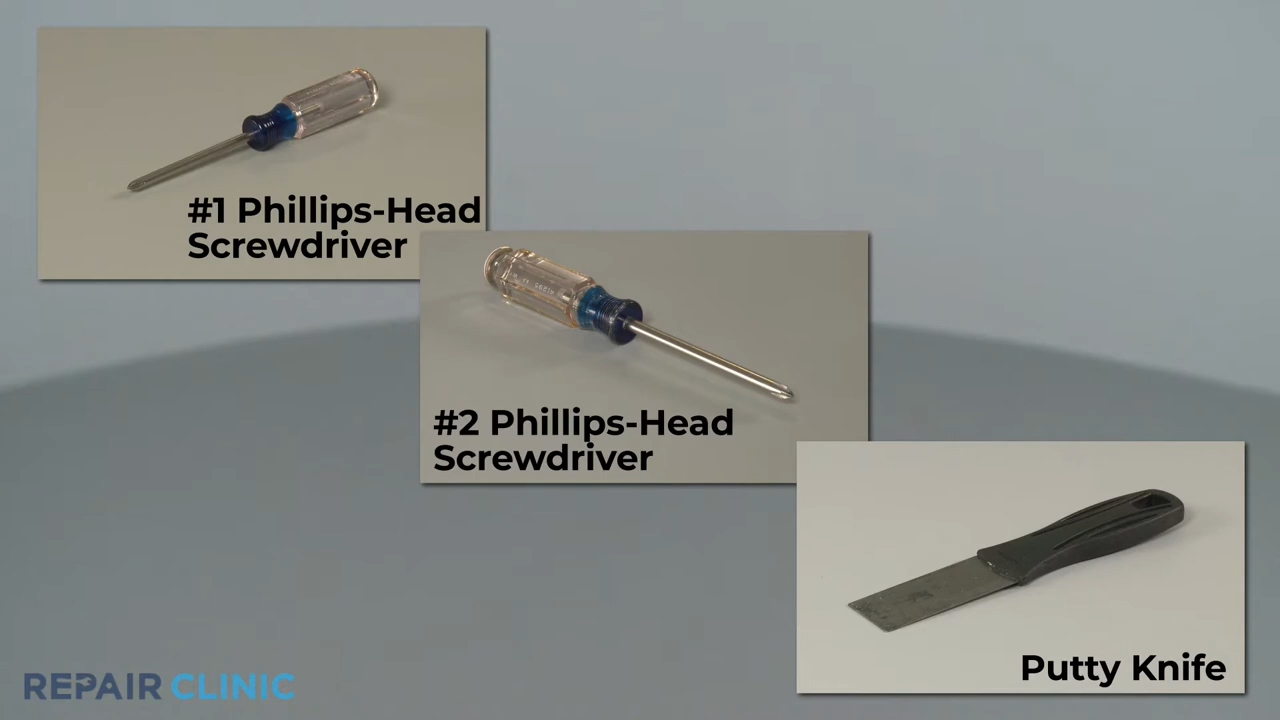 #1 Phillips-Head
Screwdriver
#2 Phillips-Head
Screwdriver
Putty Knife
REPAIR CLINIC